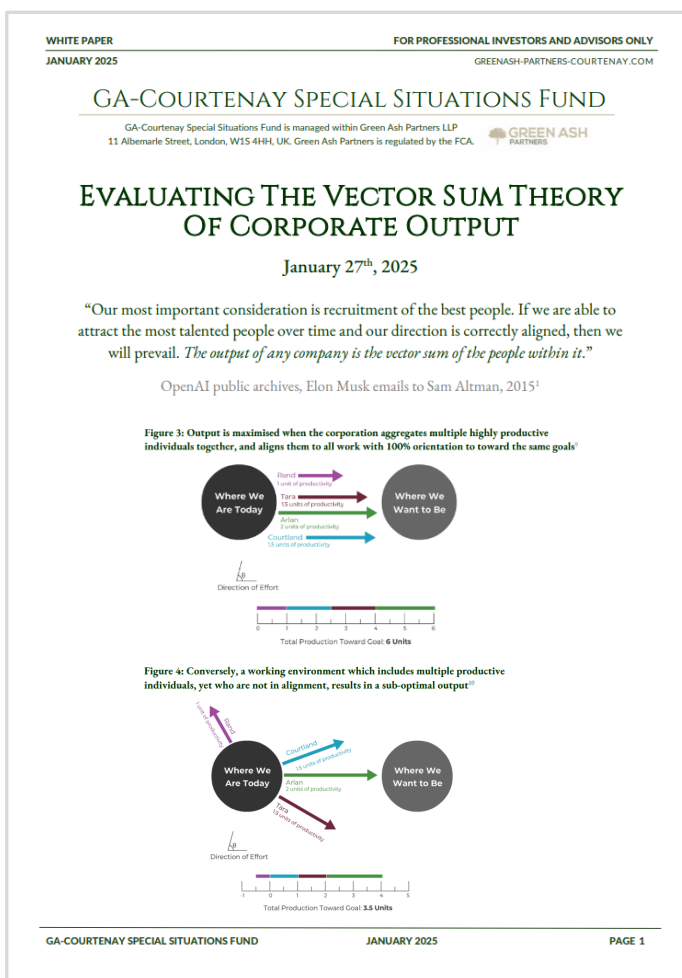 WHITE PAPER
FOR PROFESSIONAL INVESTORS AND ADVISORS ONLY
JANUARY 2025
GREENASH-PARTNERS-COURTENAY.COM
GA-COURTENAY SPECIAL SITUATIONS FUND
GA-Courtenay Special Situations Fund is managed within Green Ash Partners LLP
11 Albemarle Street, London, W1S 4HH, UK. Green Ash Partners is regulated by the FCA.
GREEN ASH
PARTNERS
EVALUATING THE VECTOR SUM THEORY
OF CORPORATE OUTPUT
January 27th, 2025
“Our most important consideration is recruitment of the best people. If we are able to
attract the most talented people over time and our direction is correctly aligned, then we
will prevail. The output of any company is the vector sum of the people within it.”
OpenAI public archives, Elon Musk emails to Sam Altman, 2015¹
Figure 3: Output is maximised when the corporation aggregates multiple highly productive
individuals together, and aligns them to all work with 100% orientation to toward the same goals⁹
Where We
Are Today
Rand
1 unit of productivity
Tara
1.5 units of productivity
Arlan
2 units of productivity
Courtland
1.5 units of productivity
Where We
Want to Be
θ
Direction of Effort
0 1 2 3 4 5 6
Total Production Toward Goal: 6 Units
Figure 4: Conversely, a working environment which includes multiple productive
individuals, yet who are not in alignment, results in a sub-optimal output¹⁰
Rand
1 unit of productivity
Where We
Are Today
Courtland
1.5 units of productivity
Arlan
2 units of productivity
Tara
1.5 units of productivity
Where We
Want to Be
θ
Direction of Effort
-1 0 1 2 3 4 5
Total Production Toward Goal: 3.5 Units
GA-COURTENAY SPECIAL SITUATIONS FUND
JANUARY 2025
PAGE 1